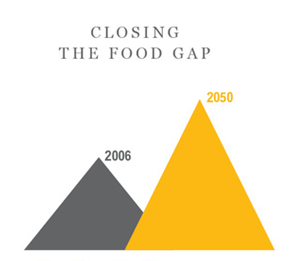 CLOSING
THE FOOD GAP
2050
2006